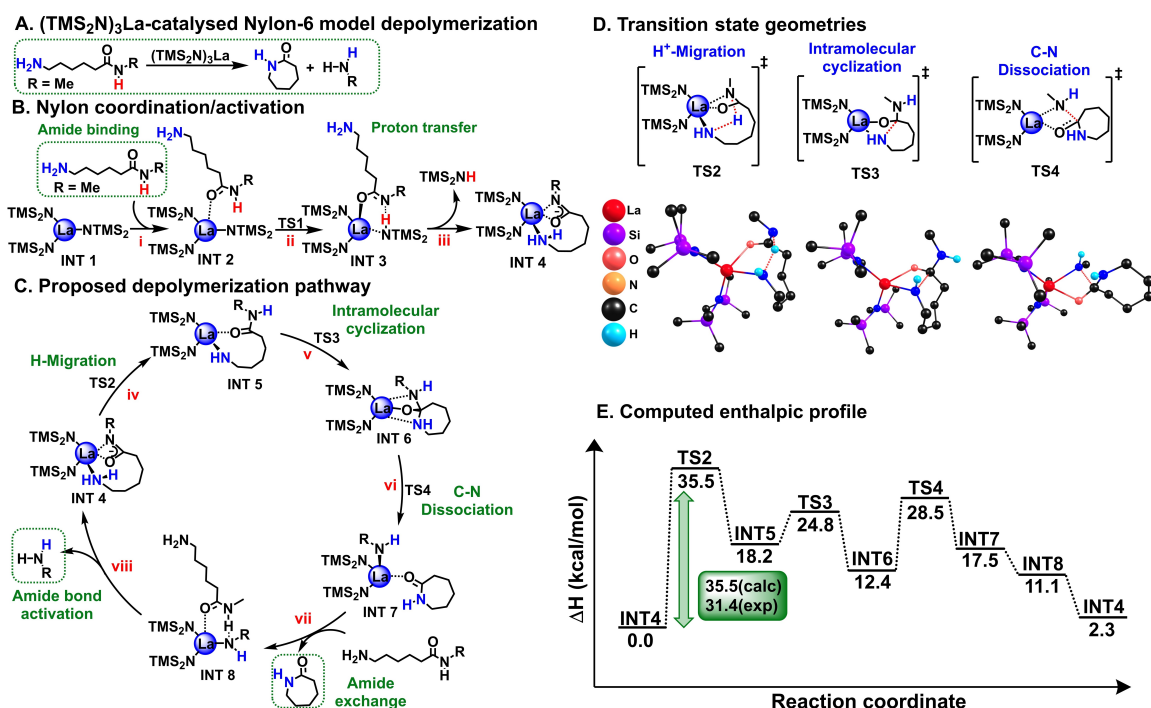 A. (TMS₂N)₃La-catalysed Nylon-6 model depolymerization
H₂N
O
N
R
H
R = Me
(TMS₂N)₃La
H
N
O
+
H
H-N
R
B. Nylon coordination/activation
Amide binding
H₂N
O
N
R
H
R = Me
TMS₂N
La
NTMS₂
TMS₂N
INT 1
i
H₂N
R
O
N
H
TMS₂N
La
NTMS₂
TMS₂N
INT 2
TS1
ii
Proton transfer
H₂N
R
O
N
H
TMS₂N
La
NTMS₂
TMS₂N
INT 3
TMS₂NH
iii
R
N
TMS₂N
La
O
-
TMS₂N
HN
H
INT 4
C. Proposed depolymerization pathway
R
N
H
TMS₂N
La
O
TMS₂N
HN
INT 5
Intramolecular
cyclization
TS3
v
H-Migration
TS2
iv
R
N
H
TMS₂N
La
O
TMS₂N
NH
INT 6
R
N
TMS₂N
La
O
-
TMS₂N
HN
H
INT 4
vi
TS4
C-N
Dissociation
R
N
H
TMS₂N
La
O
TMS₂N
N
H
INT 7
H
H-N
R
Amide bond
activation
viii
H₂N
O
N
H
R
TMS₂N
La
N
H
TMS₂N
INT 8
vii
H
N
O
H₂N
O
N
R
H
Amide
exchange
D. Transition state geometries
H⁺-Migration
Intramolecular
cyclization
C-N
Dissociation
‡
N
TMS₂N
La
O
H
TMS₂N
HN
TS2
‡
N
H
TMS₂N
La
O
TMS₂N
HN
TS3
‡
N
H
TMS₂N
La
O
TMS₂N
HN
TS4
La
Si
O
N
C
H
E. Computed enthalpic profile
ΔH (kcal/mol)
INT4
0.0
TS2
35.5
35.5(calc)
31.4(exp)
INT5
18.2
TS3
24.8
INT6
12.4
TS4
28.5
INT7
17.5
INT8
11.1
INT4
2.3
Reaction coordinate